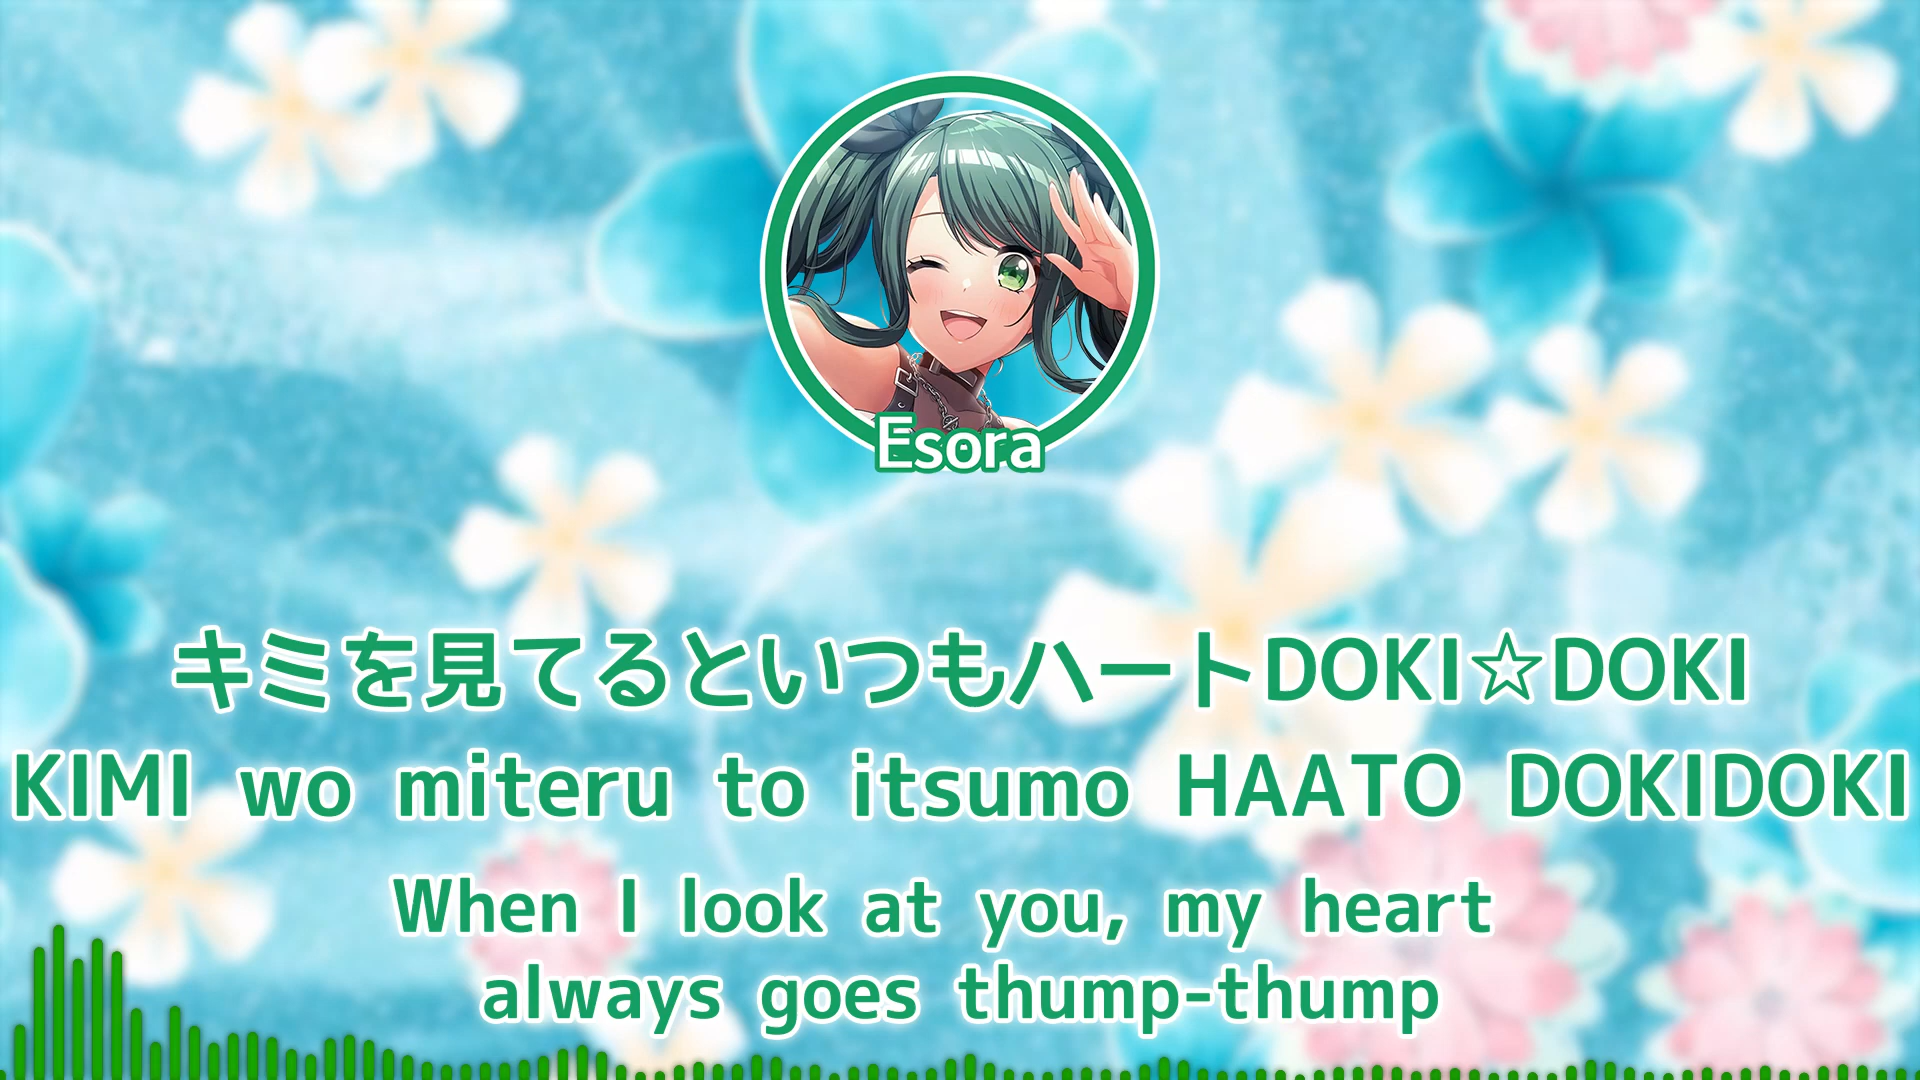 Esora
キミを見てるといつもハートDOKI☆DOKI
KIMI wo miteru to itsumo HAATO DOKIDOKI
When I look at you, my heart
always goes thump-thump